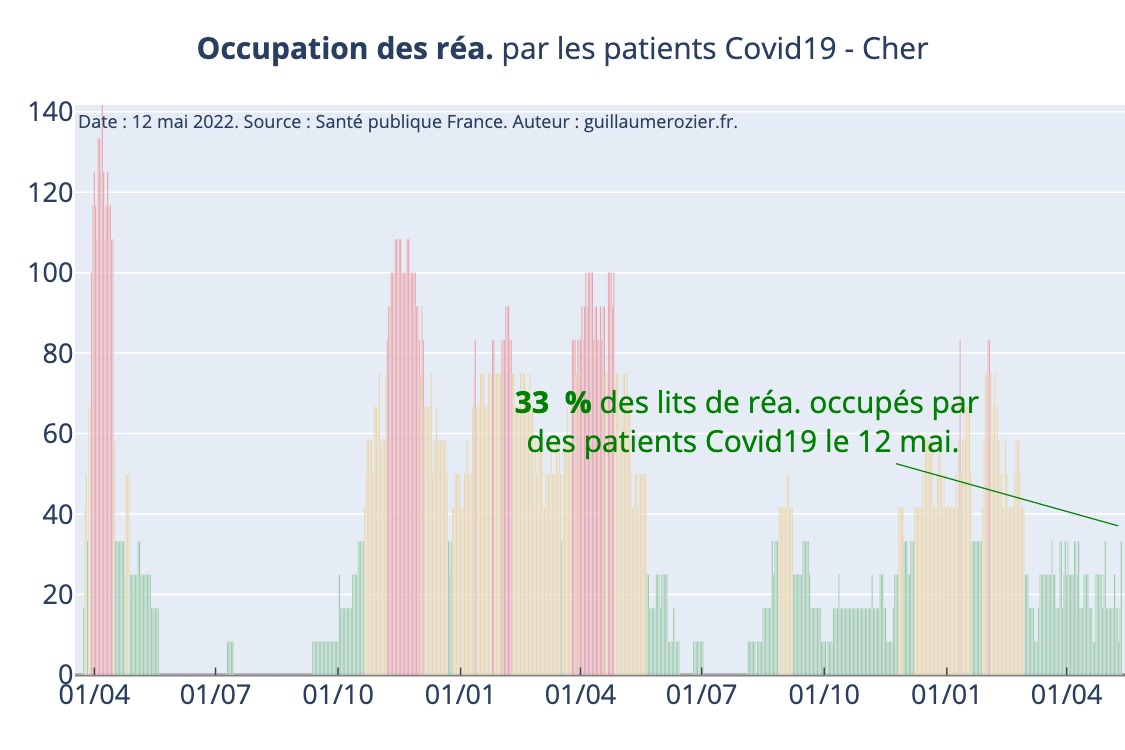 Occupation des réa. par les patients Covid19 - Cher
140
Date : 12 mai 2022. Source : Santé publique France. Auteur : guillaumerozier.fr.
120
100
80
33 % des lits de réa. occupés par
60
des patients Covid19 le 12 mai.
40
20
0
01/04 01/07 01/10 01/01 01/04 01/07 01/10 01/01 01/04